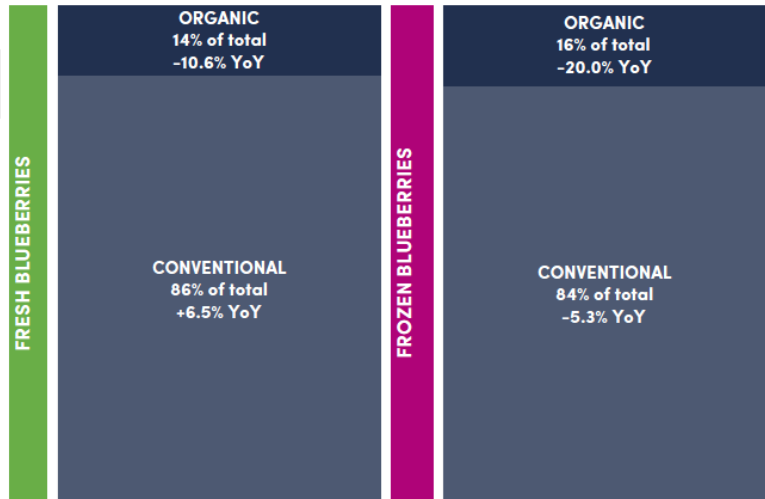 FRESH BLUEBERRIES
ORGANIC
14% of total
-10.6% YoY
CONVENTIONAL
86% of total
+6.5% YoY
FROZEN BLUEBERRIES
ORGANIC
16% of total
-20.0% YoY
CONVENTIONAL
84% of total
-5.3% YoY